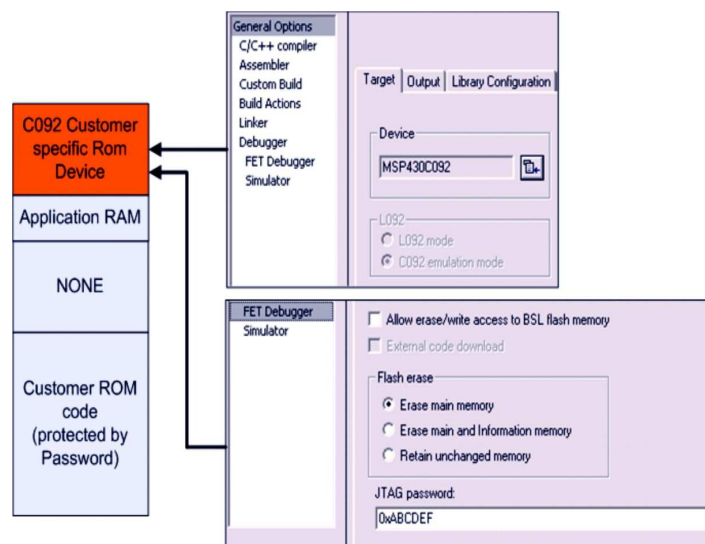 General Options
C/C++ compiler
Assembler
Custom Build
Build Actions
Linker
Debugger
FET Debugger
Simulator
Target
Output
Library Configuration
Device
MSP430C092
L092
L092 mode
C092 emulation mode
C092 Customer
specific Rom
Device
Application RAM
NONE
Customer ROM
code
(protected by
Password)
FET Debugger
Simulator
Allow erase/write access to BSL flash memory
External code download
Flash erase
Erase main memory
Erase main and Information memory
Retain unchanged memory
JTAG password:
0xABCDEF